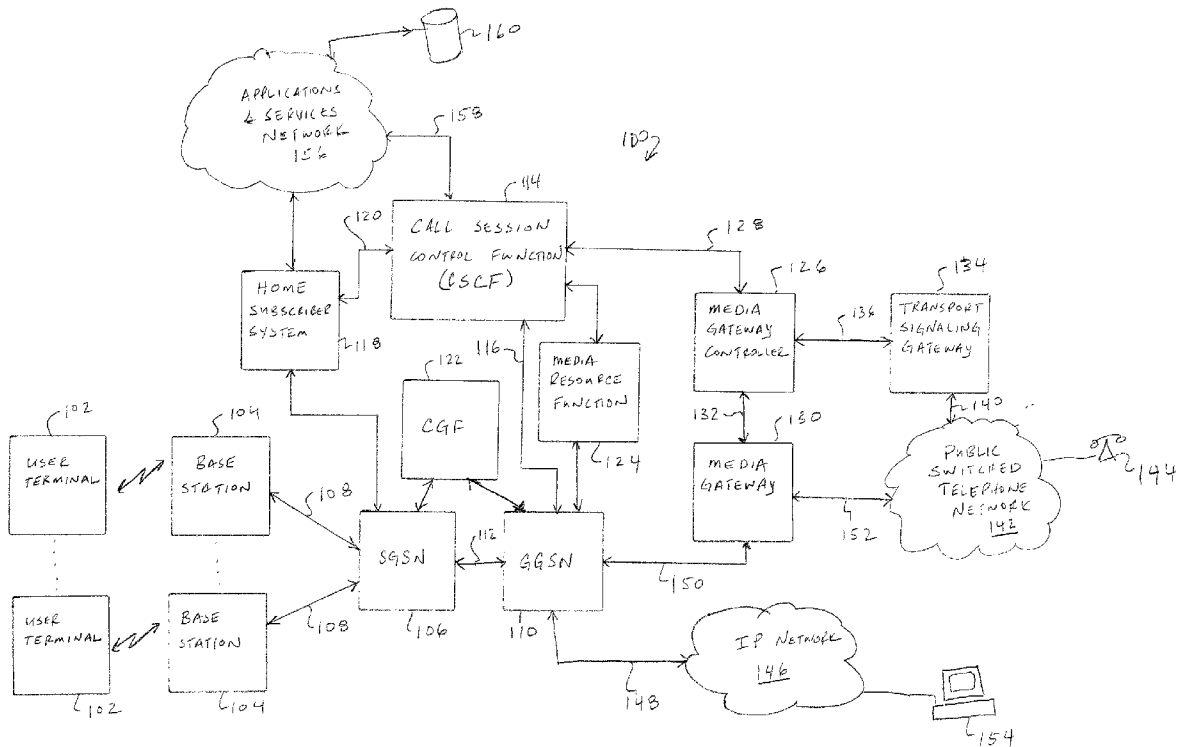 160
APPLICATIONS
& SERVICES
NETWORK
156
158
100
114
CALL SESSION
CONTROL FUNCTION
(CSCF)
120
128
HOME
SUBSCRIBER
SYSTEM
118
126
MEDIA
GATEWAY
CONTROLLER
136
134
TRANSPORT
SIGNALING
GATEWAY
116
122
CGF
MEDIA
RESOURCE
FUNCTION
124
132
130
140
MEDIA
GATEWAY
PUBLIC
SWITCHED
TELEPHONE
NETWORK
142
144
152
102
USER
TERMINAL
104
BASE
STATION
108
SGSN
106
112
GGSN
110
150
USER
TERMINAL
102
BASE
STATION
104
108
IP NETWORK
146
148
154